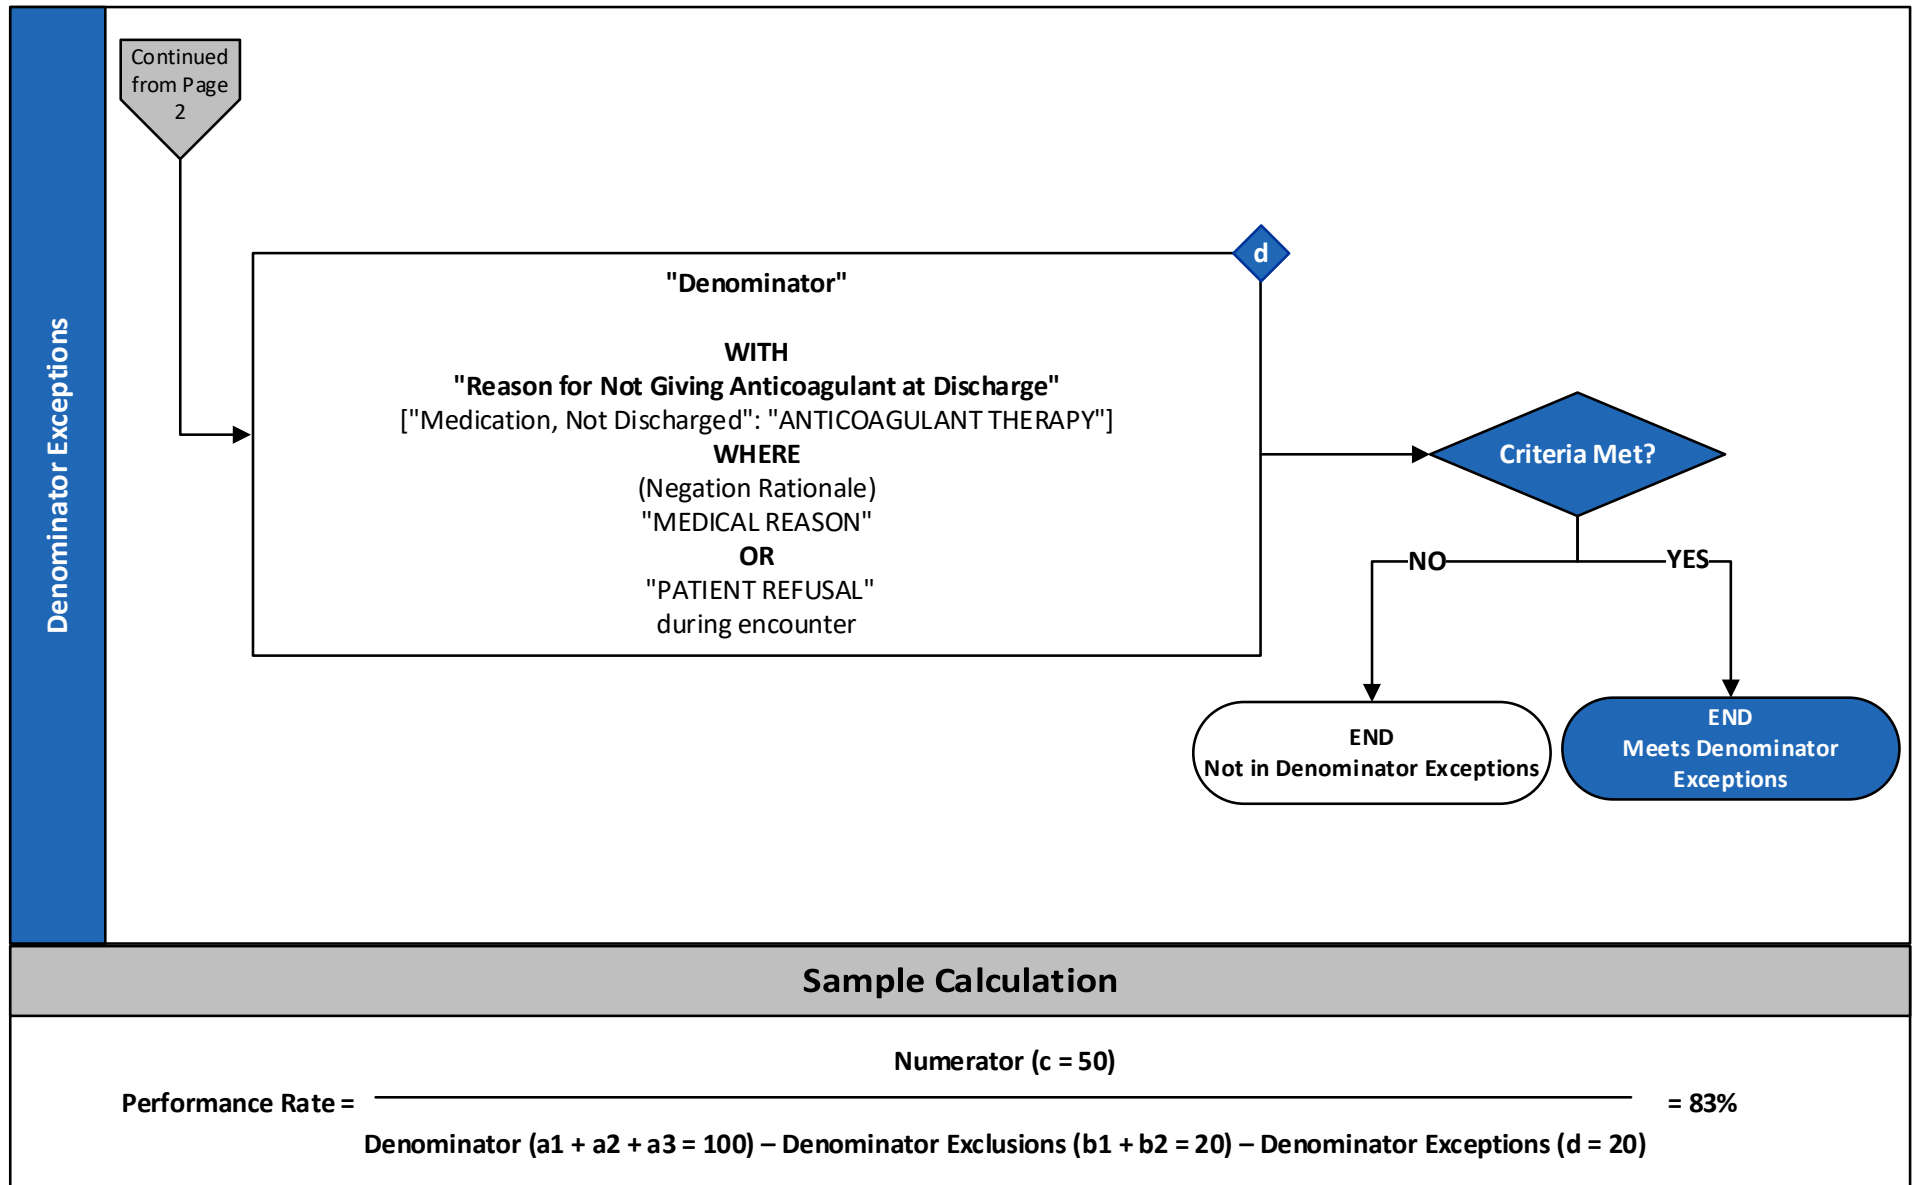 Denominator Exceptions
Continued
from Page
2
d
"Denominator"
WITH
"Reason for Not Giving Anticoagulant at Discharge"
["Medication, Not Discharged": "ANTICOAGULANT THERAPY"]
WHERE
(Negation Rationale)
"MEDICAL REASON"
OR
"PATIENT REFUSAL"
during encounter
Criteria Met?
NO
YES
END
Not in Denominator Exceptions
END
Meets Denominator
Exceptions
Sample Calculation
Numerator (c = 50)
Performance Rate =
= 83%
Denominator (a1 + a2 + a3 = 100) – Denominator Exclusions (b1 + b2 = 20) – Denominator Exceptions (d = 20)